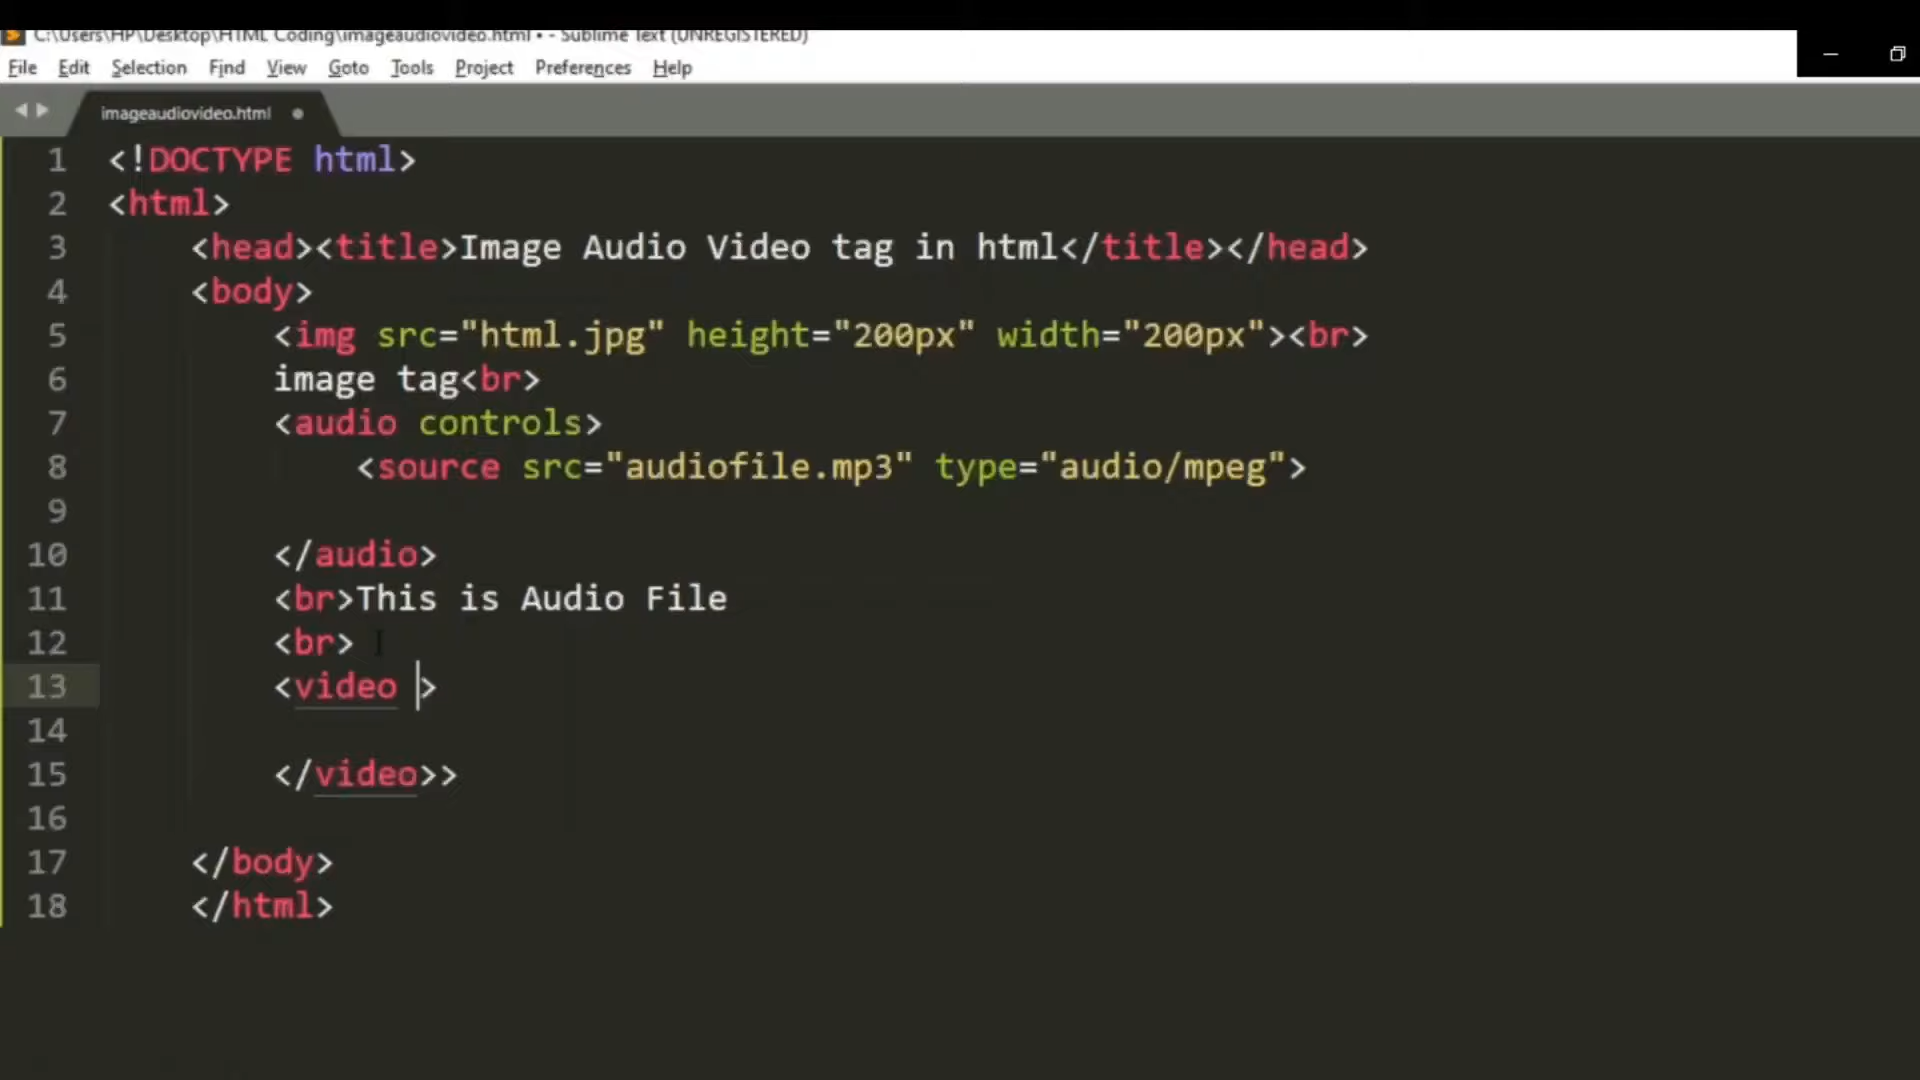 C:\Users\HP\Desktop\HTML Coding\imageaudiovideo.html • - Sublime Text (UNREGISTERED)
File Edit Selection Find View Goto Tools Project Preferences Help
imageaudiovideo.html
1 <!DOCTYPE html>
2 <html>
3 <head><title>Image Audio Video tag in html</title></head>
4 <body>
5 <img src="html.jpg" height="200px" width="200px"><br>
6 image tag<br>
7 <audio controls>
8 <source src="audiofile.mp3" type="audio/mpeg">
9
10 </audio>
11 <br>This is Audio File
12 <br>
13 <video >
14
15 </video>>
16
17 </body>
18 </html>